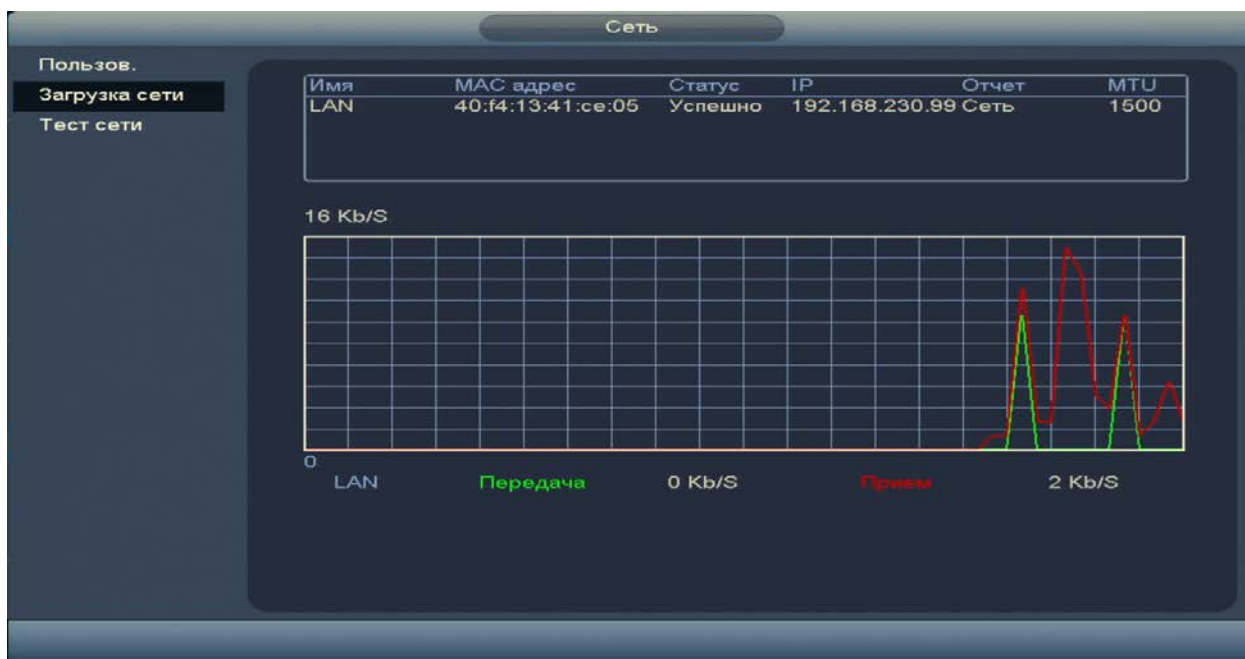 Сеть
Пользов.
Загрузка сети
Тест сети
Имя MAC адрес Статус IP Отчет MTU
LAN 40:f4:13:41:ce:05 Успешно 192.168.230.99 Сеть 1500
16 Kb/S
0
LAN Передача 0 Kb/S Прием 2 Kb/S